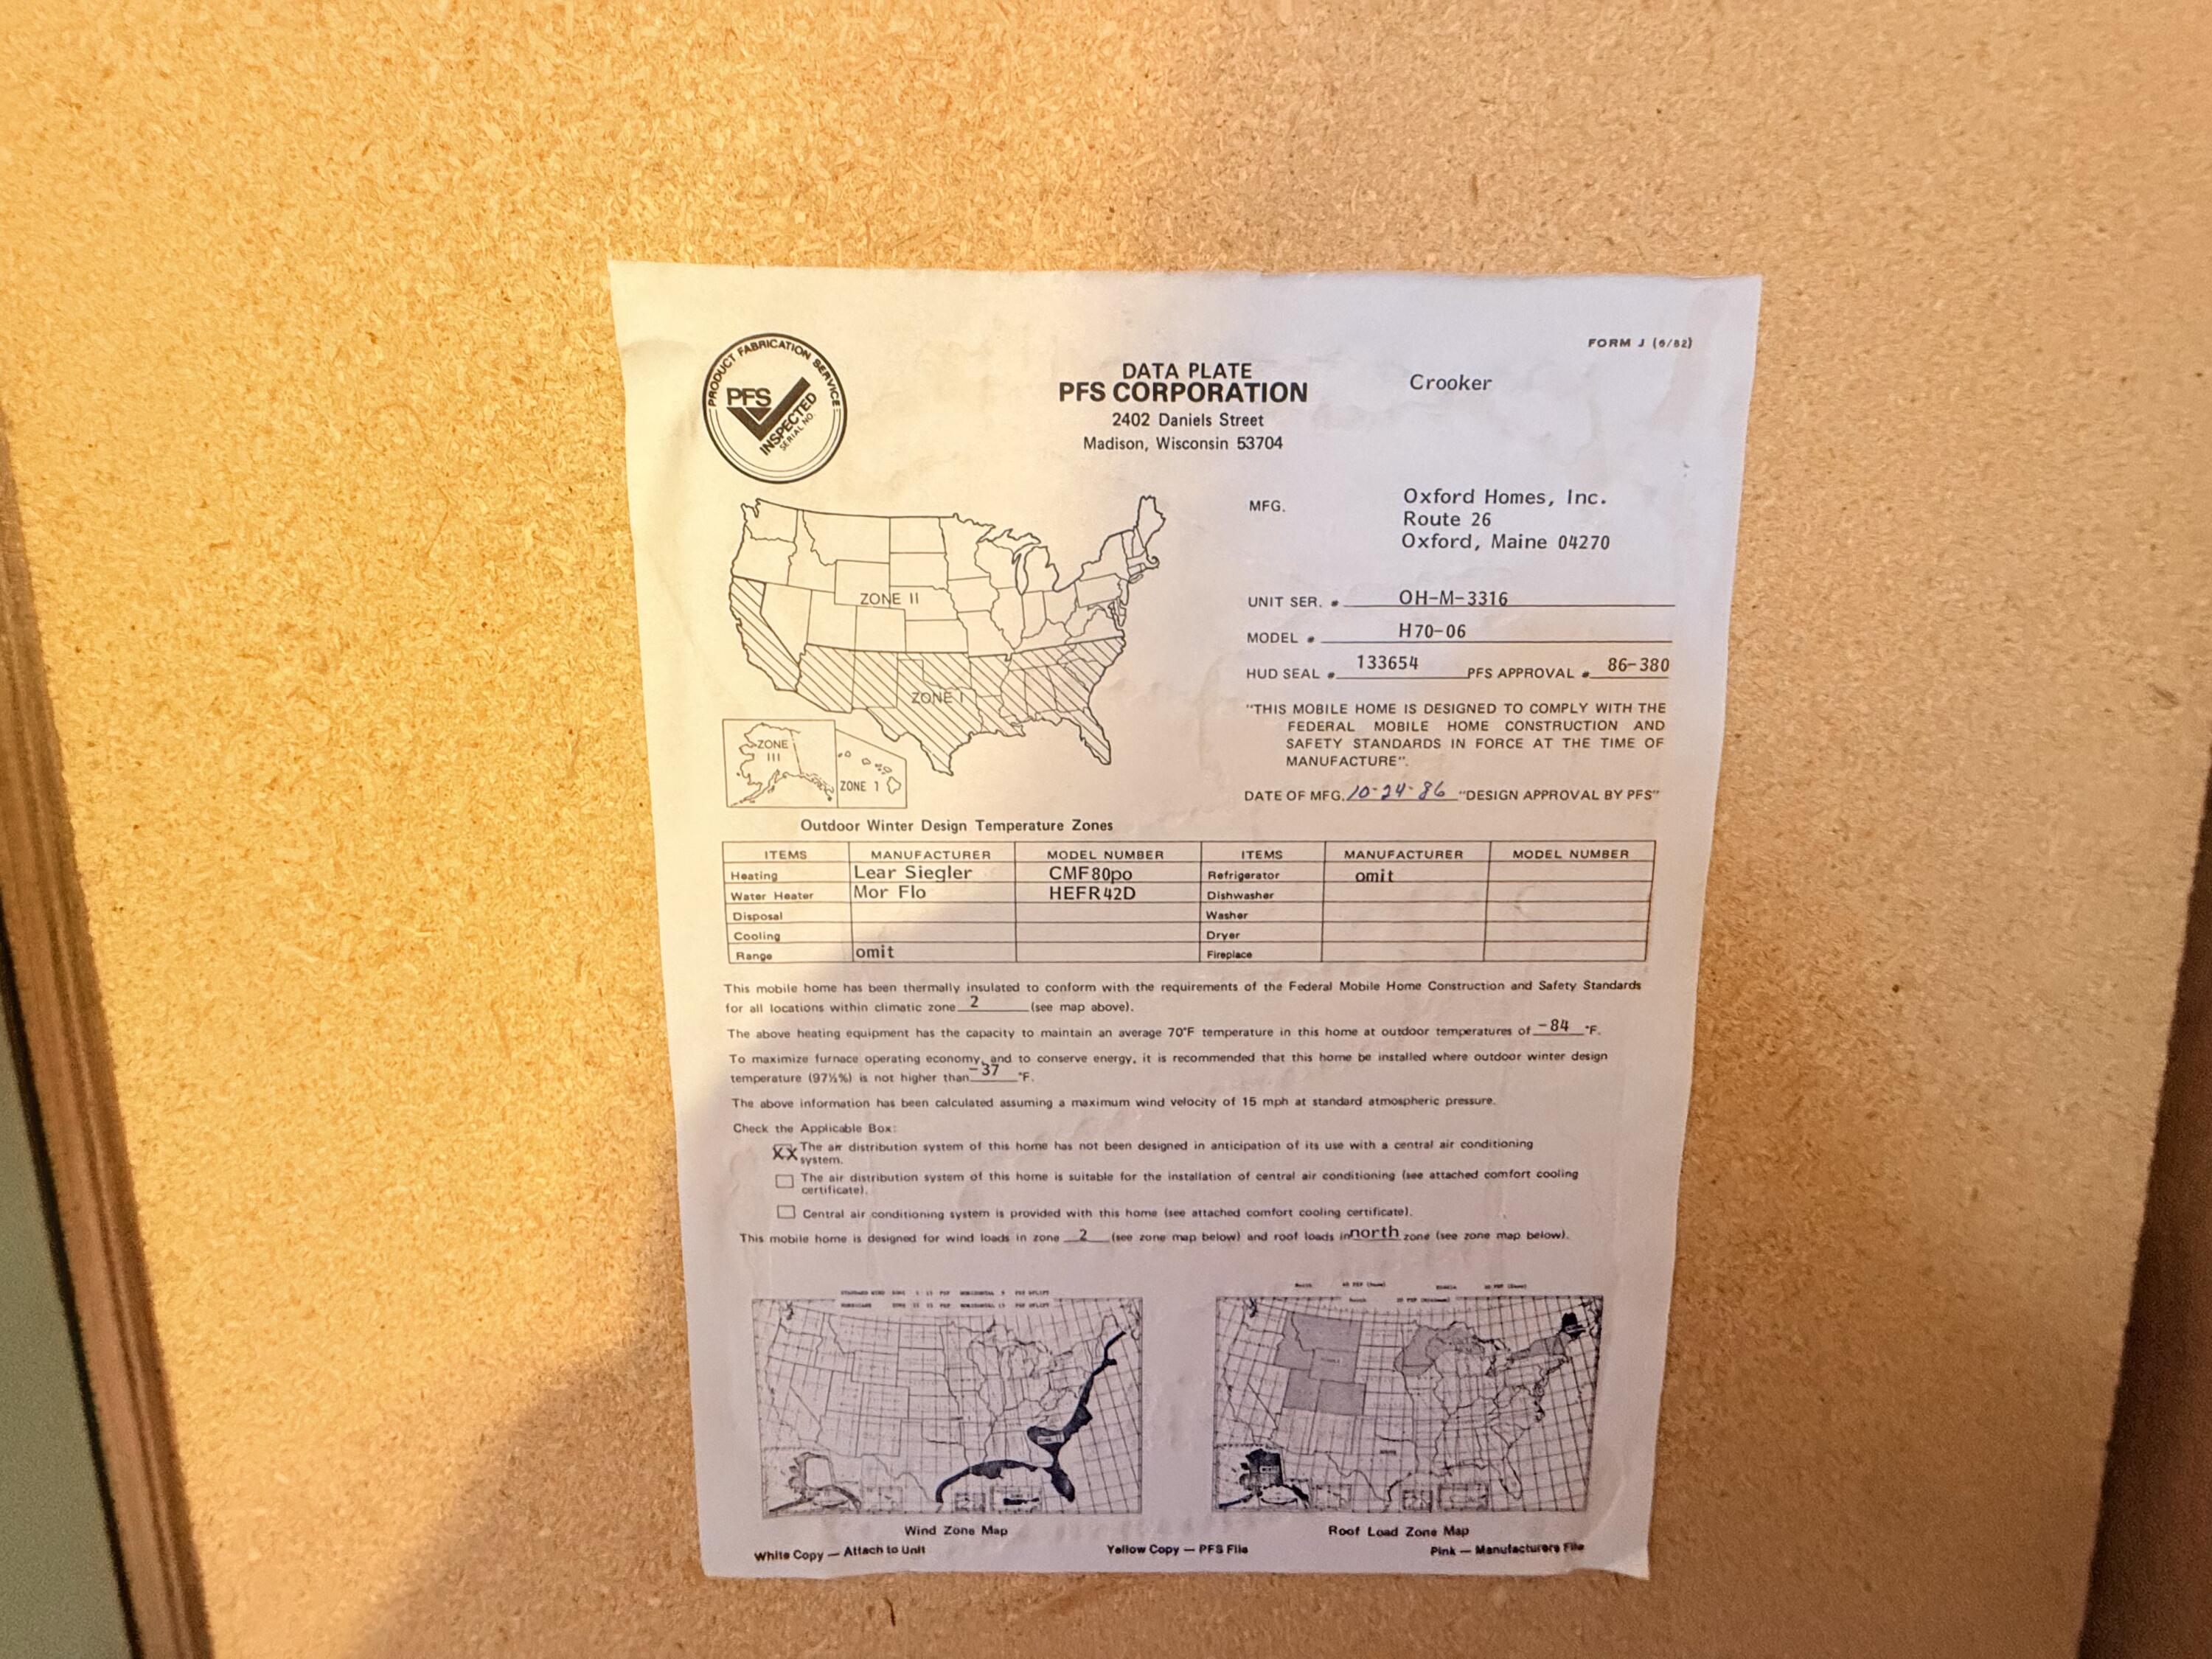 FORM J (6/82)
PRODUCT FABRICATION SERVICE
PFS
INSPECTED
SERIAL NO.
DATA PLATE
PFS CORPORATION
2402 Daniels Street
Madison, Wisconsin 53704
Crooker
MFG.
Oxford Homes, Inc.
Route 26
Oxford, Maine 04270
ZONE II
ZONE I
ZONE III
ZONE 1
UNIT SER. # OH-M-3316
MODEL # H70-06
HUD SEAL # 133654 PFS APPROVAL # 86-380
"THIS MOBILE HOME IS DESIGNED TO COMPLY WITH THE
FEDERAL MOBILE HOME CONSTRUCTION AND
SAFETY STANDARDS IN FORCE AT THE TIME OF
MANUFACTURE".
DATE OF MFG. 10-24-86 "DESIGN APPROVAL BY PFS"
Outdoor Winter Design Temperature Zones
ITEMS MANUFACTURER MODEL NUMBER ITEMS MANUFACTURER MODEL NUMBER
Heating Lear Siegler CMF80po Refrigerator omit
Water Heater Mor Flo HEFR42D Dishwasher
Disposal Washer
Cooling Dryer
Range omit Fireplace
This mobile home has been thermally insulated to conform with the requirements of the Federal Mobile Home Construction and Safety Standards
for all locations within climatic zone 2 (see map above).
The above heating equipment has the capacity to maintain an average 70°F temperature in this home at outdoor temperatures of -84 °F.
To maximize furnace operating economy, and to conserve energy, it is recommended that this home be installed where outdoor winter design
temperature (97½%) is not higher than -37 °F.
The above information has been calculated assuming a maximum wind velocity of 15 mph at standard atmospheric pressure.
Check the Applicable Box:
XX The air distribution system of this home has not been designed in anticipation of its use with a central air conditioning
system.
The air distribution system of this home is suitable for the installation of central air conditioning (see attached comfort cooling
certificate).
Central air conditioning system is provided with this home (see attached comfort cooling certificate).
This mobile home is designed for wind loads in zone 2 (see zone map below) and roof loads in north zone (see zone map below).
Wind Zone Map
Roof Load Zone Map
White Copy — Attach to Unit
Yellow Copy — PFS File
Pink — Manufacturers File